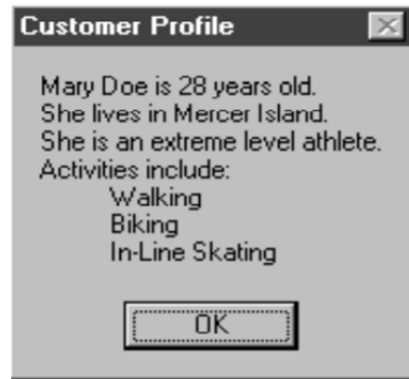 Customer Profile
Mary Doe is 28 years old.
She lives in Mercer Island.
She is an extreme level athlete.
Activities include:
Walking
Biking
In-Line Skating
OK